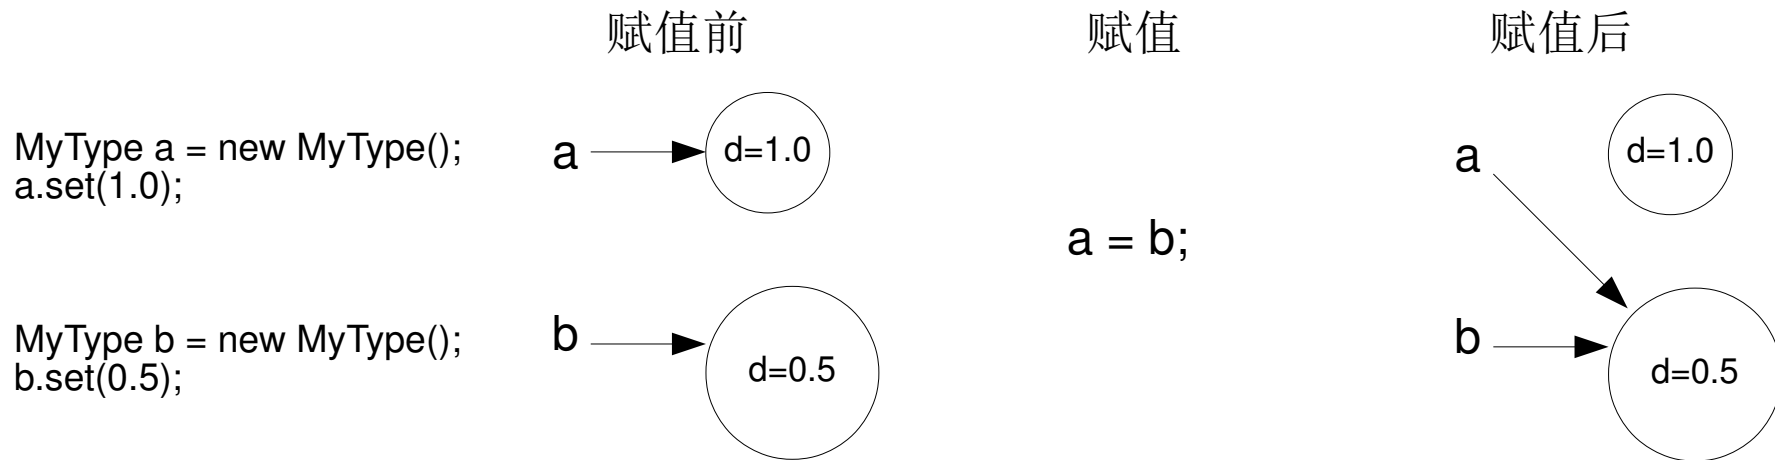 赋值前 赋值 赋值后
MyType a = new MyType();
a.set(1.0);
a d=1.0
a d=1.0
a = b;
MyType b = new MyType();
b.set(0.5);
b d=0.5
b d=0.5